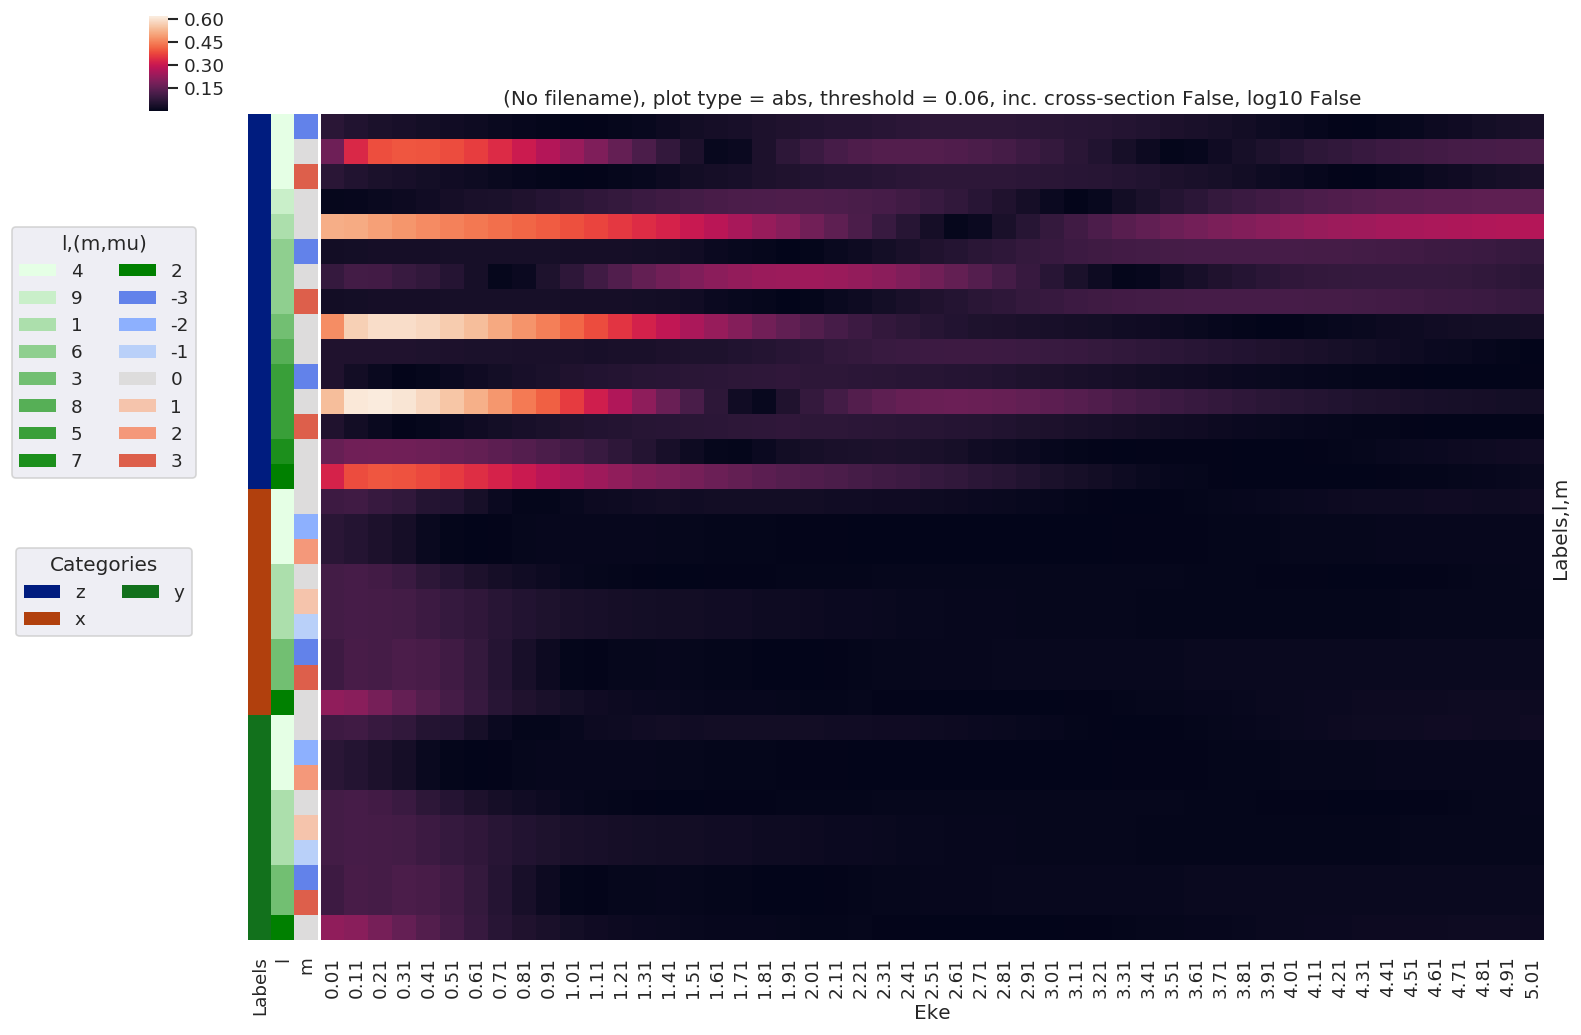 0.60
0.45
0.30
0.15
(No filename), plot type = abs, threshold = 0.06, inc. cross-section False, log10 False
l,(m,mu)
4 2
9 -3
1 -2
6 -1
3 0
8 1
5 2
7 3
Categories
z y
x
Labels,l,m
Labels l m 0.01 0.11 0.21 0.31 0.41 0.51 0.61 0.71 0.81 0.91 1.01 1.11 1.21 1.31 1.41 1.51 1.61 1.71 1.81 1.91 2.01 2.11 2.21 2.31 2.41 2.51 2.61 2.71 2.81 2.91 3.01 3.11 3.21 3.31 3.41 3.51 3.61 3.71 3.81 3.91 4.01 4.11 4.21 4.31 4.41 4.51 4.61 4.71 4.81 4.91 5.01
Eke